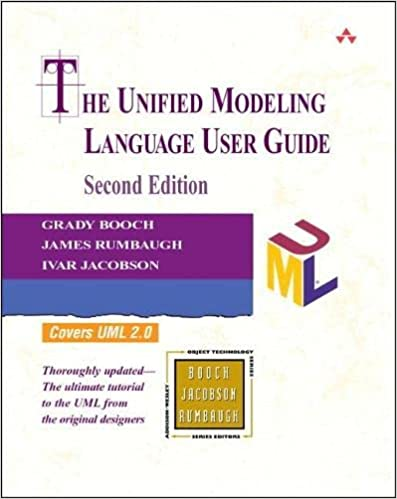 THE UNIFIED MODELING
LANGUAGE USER GUIDE
Second Edition
GRADY BOOCH
JAMES RUMBAUGH
IVAR JACOBSON
UML
Covers UML 2.0
Thoroughly updated—
The ultimate tutorial
to the UML from
the original designers
OBJECT TECHNOLOGY
SERIES
ADDISON-WESLEY
BOOCH
JACOBSON
RUMBAUGH
SERIES EDITORS